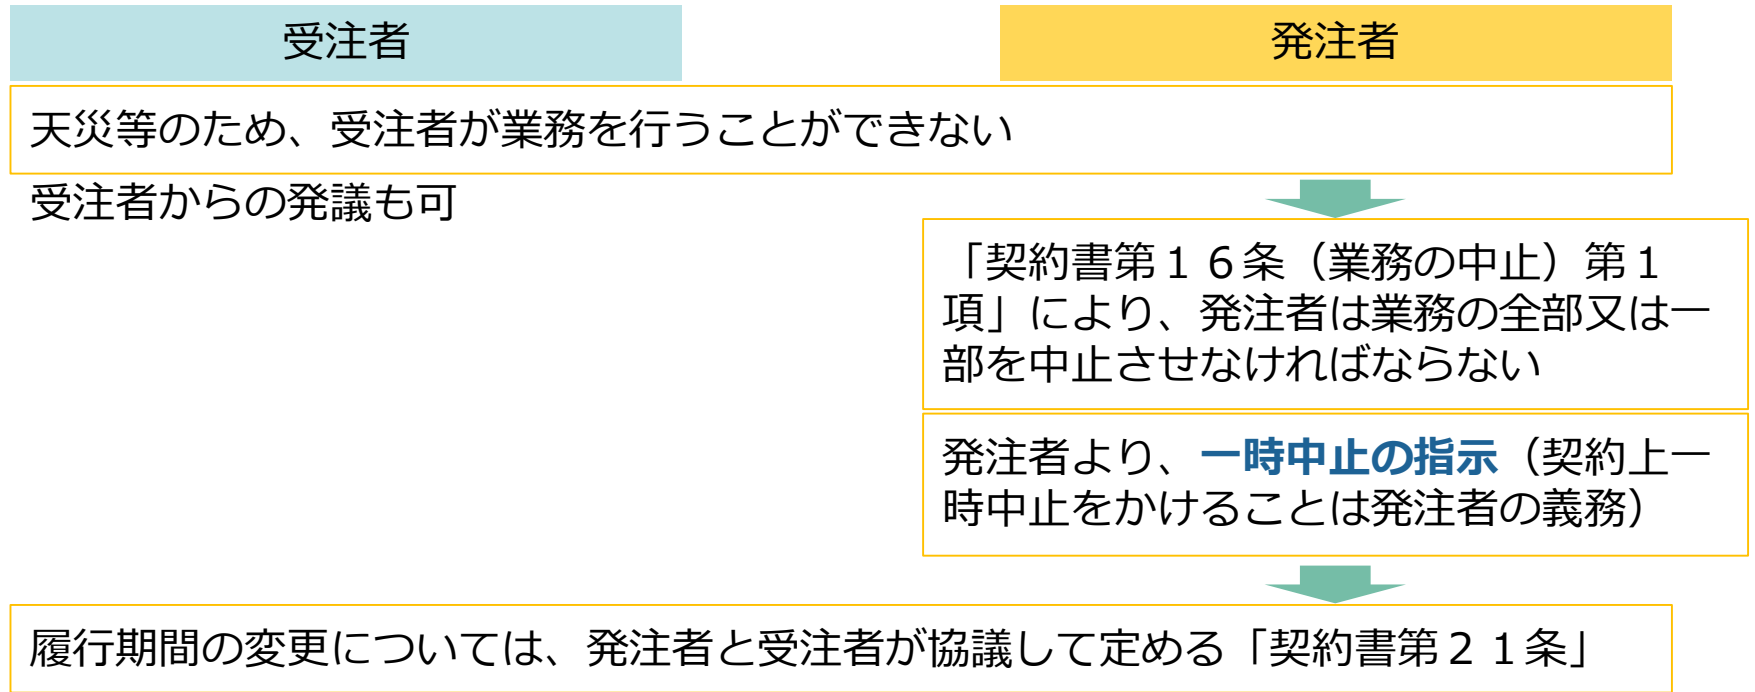 受注者
発注者
天災等のため、受注者が業務を行うことができない
受注者からの発議も可
「契約書第１６条（業務の中止）第１
項」により、発注者は業務の全部又は一
部を中止させなければならない
発注者より、一時中止の指示（契約上一
時中止をかけることは発注者の義務）
履行期間の変更については、発注者と受注者が協議して定める「契約書第２１条」